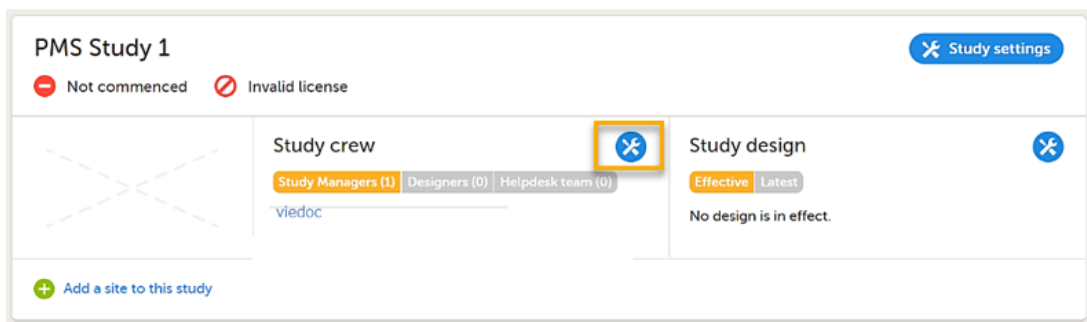 PMS Study 1
Study settings
Not commenced Invalid license
Study crew
Study Managers (1) Designers (0) Helpdesk team (0)
viedoc
Study design
Effective Latest
No design is in effect.
Add a site to this study